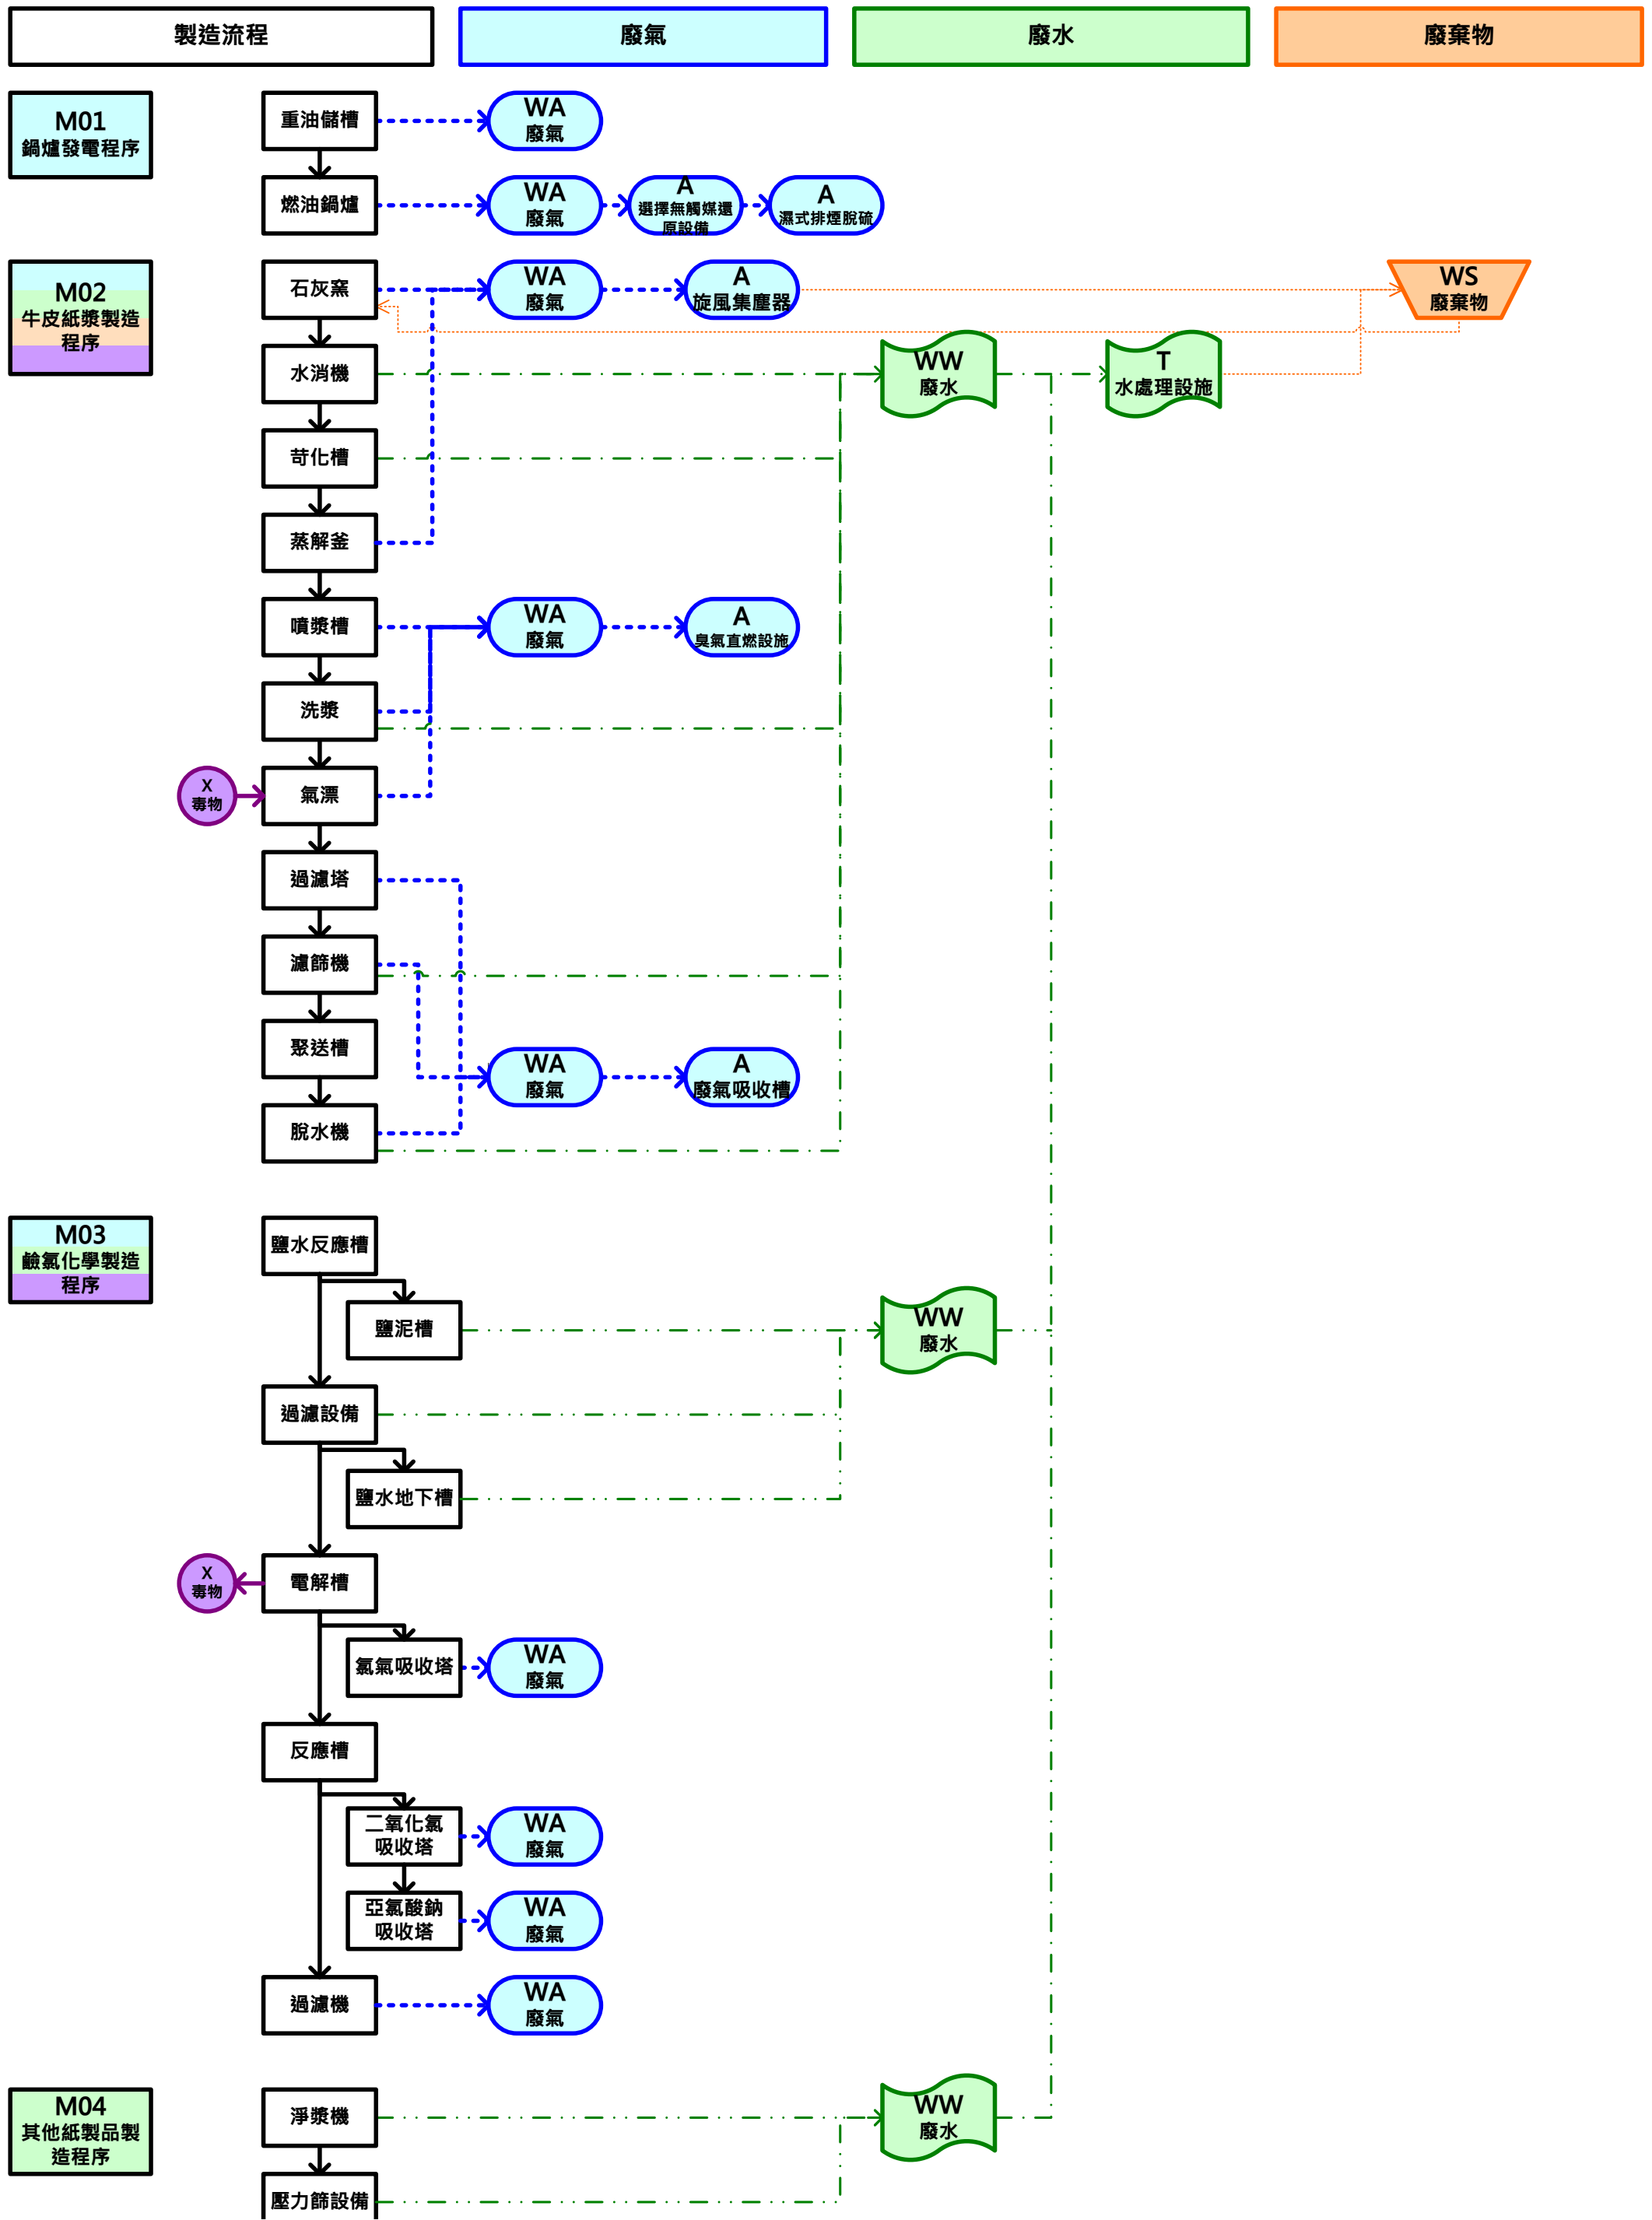 製造流程
廢氣
廢水
廢棄物
M01
鍋爐發電程序
重油儲槽
WA
廢氣
燃油鍋爐
WA
廢氣
A
選擇無觸媒還
原設備
A
濕式排煙脫硫
M02
牛皮紙漿製造
程序
石灰窯
WA
廢氣
A
旋風集塵器
WS
廢棄物
水消機
WW
廢水
T
水處理設施
苛化槽
蒸解釜
噴漿槽
WA
廢氣
A
臭氣直燃設施
洗漿
X
毒物
氣漂
過濾塔
濾篩機
聚送槽
WA
廢氣
A
廢氣吸收槽
脫水機
M03
鹼氯化學製造
程序
鹽水反應槽
鹽泥槽
WW
廢水
過濾設備
鹽水地下槽
X
毒物
電解槽
氯氣吸收塔
WA
廢氣
反應槽
二氧化氯
吸收塔
WA
廢氣
亞氯酸鈉
吸收塔
WA
廢氣
過濾機
WA
廢氣
M04
其他紙製品製
造程序
淨漿機
WW
廢水
壓力篩設備